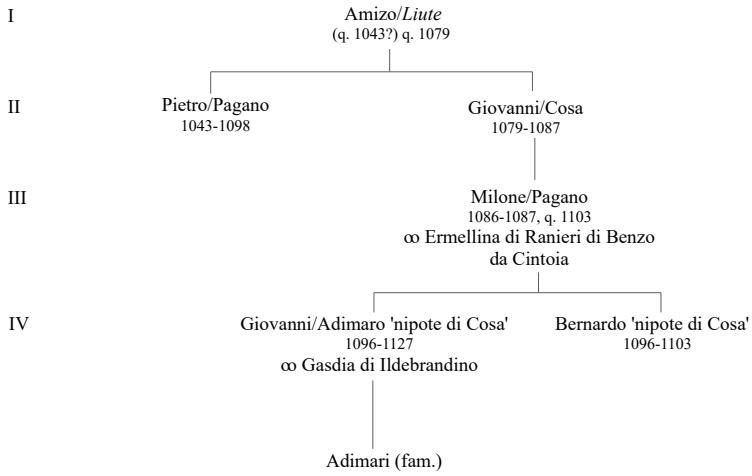 I
Amizo/Liute
(q. 1043?) q. 1079
II
Pietro/Pagano
1043-1098
Giovanni/Cosa
1079-1087
III
Milone/Pagano
1086-1087, q. 1103
ꝏ Ermellina di Ranieri di Benzo
da Cintoia
IV
Giovanni/Adimaro 'nipote di Cosa'
1096-1127
ꝏ Gasdia di Ildebrandino
Bernardo 'nipote di Cosa'
1096-1103
Adimari (fam.)